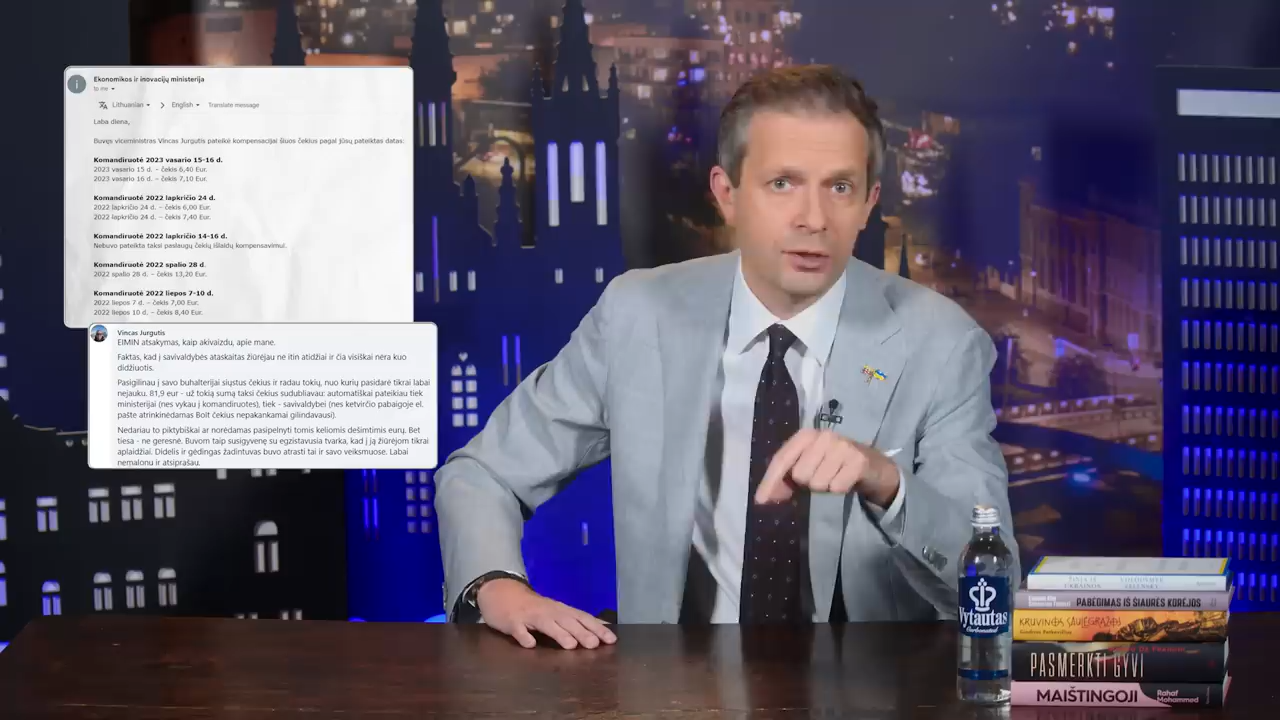 Ekonomikos ir inovacijų ministerija
to me
Lithuanian
English
Translate message
Laba diena,
Buvęs viceministras Vincas Jurgutis pateikė kompensacijai šiuos čekius pagal jūsų pateiktas datas:
Komandiruotė 2023 vasario 15-16 d.
2023 vasario 15 d. – čekis 6,40 Eur.
2023 vasario 16 d. – čekis 7,10 Eur.
Komandiruotė 2022 lapkričio 24 d.
2022 lapkričio 24 d. – čekis 6,00 Eur.
2022 lapkričio 24 d. – čekis 7,40 Eur.
Komandiruotė 2022 lapkričio 14-16 d.
Nebuvo pateikta taksi paslaugų čekių išlaidų kompensavimui.
Komandiruotė 2022 spalio 28 d.
2022 spalio 28 d. – čekis 13,20 Eur.
Komandiruotė 2022 liepos 7-10 d.
2022 liepos 7 d. – čekis 7,00 Eur.
2022 liepos 10 d. – čekis 8,40 Eur.
Vincas Jurgutis
EIMIN atsakymas, kaip akivaizdu, apie mane.
Faktas, kad į savivaldybės ataskaitas žiūrėjau ne itin atidžiai ir čia visiškai nėra kuo
didžiuotis.
Pasigilinau į savo buhalterijai siųstus čekius ir radau tokių, nuo kurių pasidarė tikrai labai
nejauku. 81,9 eur - už tokią sumą taksi čekius sudubliavau: automatiškai pateikiau tiek
ministerijai (nes vykau į komandiruotes), tiek - savivaldybei (nes ketvirčio pabaigoje el.
pašte atrinkinėdamas Bolt čekius nepakankamai gilindavausi).
Nedariau to piktybiškai ar norėdamas pasipelnyti tomis keliomis dešimtimis eurų. Bet
tiesa - ne geresnė. Buvom taip susigyvenę su egzistavusia tvarka, kad į ją žiūrėjom tikrai
aplaidžiai. Didelis ir gėdingas žadintuvas buvo atrasti tai ir savo veiksmuose. Labai
nemalonu ir atsiprašau.
Vytautas
Carbonated
ŽINIA IŠ
UKRAINOS
VOLODYMYR
ZELENSKY
PABĖGIMAS IŠ ŠIAURĖS KORĖJOS
KRUVINOS SAULĖGRĄŽOS
PASMERKTI GYVI
MAIŠTINGOJI
Rahaf
Mohammed